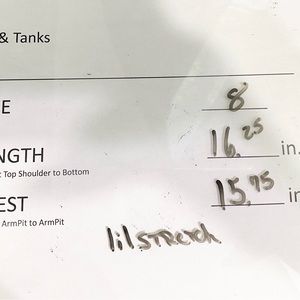 & Tanks
E 8
NGTH 16.25 in.
: Top Shoulder to Bottom
EST 15.75 in
ArmPit to ArmPit
lil STRETCH